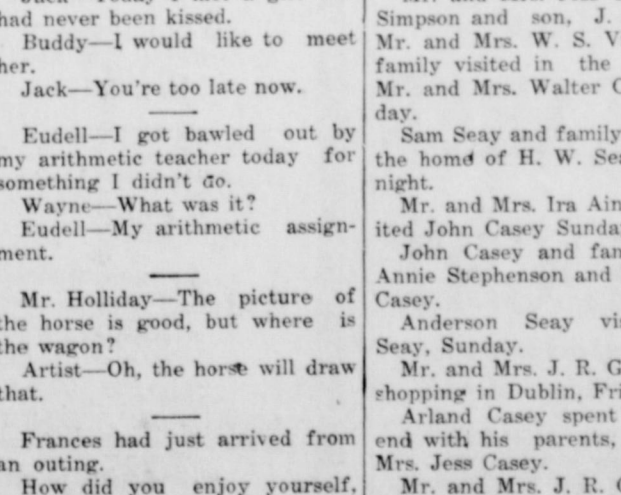 had never been kissed.
Buddy—I would like to meet
her.
Jack—You're too late now.
Eudell—I got bawled out by
my arithmetic teacher today for
something I didn't do.
Wayne—What was it?
Eudell—My arithmetic assign-
ment.
Mr. Holliday—The picture of
the horse is good, but where is
the wagon?
Artist—Oh, the horse will draw
that.
Frances had just arrived from
an outing.
How did you enjoy yourself,
Simpson and son, J.
Mr. and Mrs. W. S. V
family visited in the
Mr. and Mrs. Walter
day.
Sam Seay and family
the home of H. W. Sea
night.
Mr. and Mrs. Ira Ain
ited John Casey Sunda
John Casey and fam
Annie Stephenson and
Casey.
Anderson Seay vis
Seay, Sunday.
Mr. and Mrs. J. R. G
shopping in Dublin, Fri
Arland Casey spent
end with his parents,
Mrs. Jess Casey.
Mr. and Mrs. J. R.